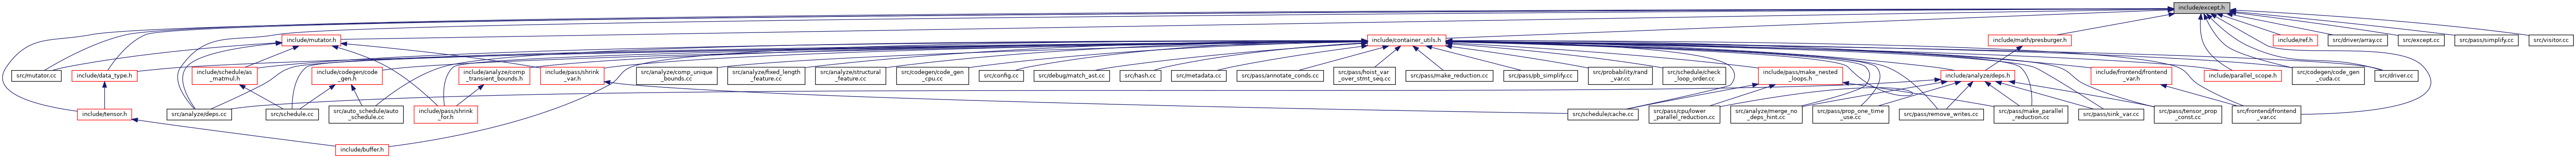 include/except.h
include/mutator.h
include/container_utils.h
include/math/presburger.h
include/ref.h
src/driver/array.cc
src/except.cc
src/pass/simplify.cc
src/visitor.cc
src/mutator.cc
include/data_type.h
include/schedule/as
_matmul.h
include/codegen/code
_gen.h
include/analyze/comp
_transient_bounds.h
include/pass/shrink
_var.h
src/analyze/comp_unique
_bounds.cc
src/analyze/fixed_length
_feature.cc
src/analyze/structural
_feature.cc
src/codegen/code_gen
_cpu.cc
src/config.cc
src/debug/match_ast.cc
src/hash.cc
src/metadata.cc
src/pass/annotate_conds.cc
src/pass/hoist_var
_over_stmt_seq.cc
src/pass/make_reduction.cc
src/pass/pb_simplify.cc
src/probability/rand
_var.cc
src/schedule/check
_loop_order.cc
include/pass/make_nested
_loops.h
include/analyze/deps.h
include/frontend/frontend
_var.h
include/parallel_scope.h
src/codegen/code_gen
_cuda.cc
src/driver.cc
include/tensor.h
src/analyze/deps.cc
src/schedule.cc
src/auto_schedule/auto
_schedule.cc
include/pass/shrink
_for.h
src/schedule/cache.cc
src/pass/cpu/lower
_parallel_reduction.cc
src/analyze/merge_no
_deps_hint.cc
src/pass/prop_one_time
_use.cc
src/pass/remove_writes.cc
src/pass/make_parallel
_reduction.cc
src/pass/sink_var.cc
src/pass/tensor_prop
_const.cc
src/frontend/frontend
_var.cc
include/buffer.h